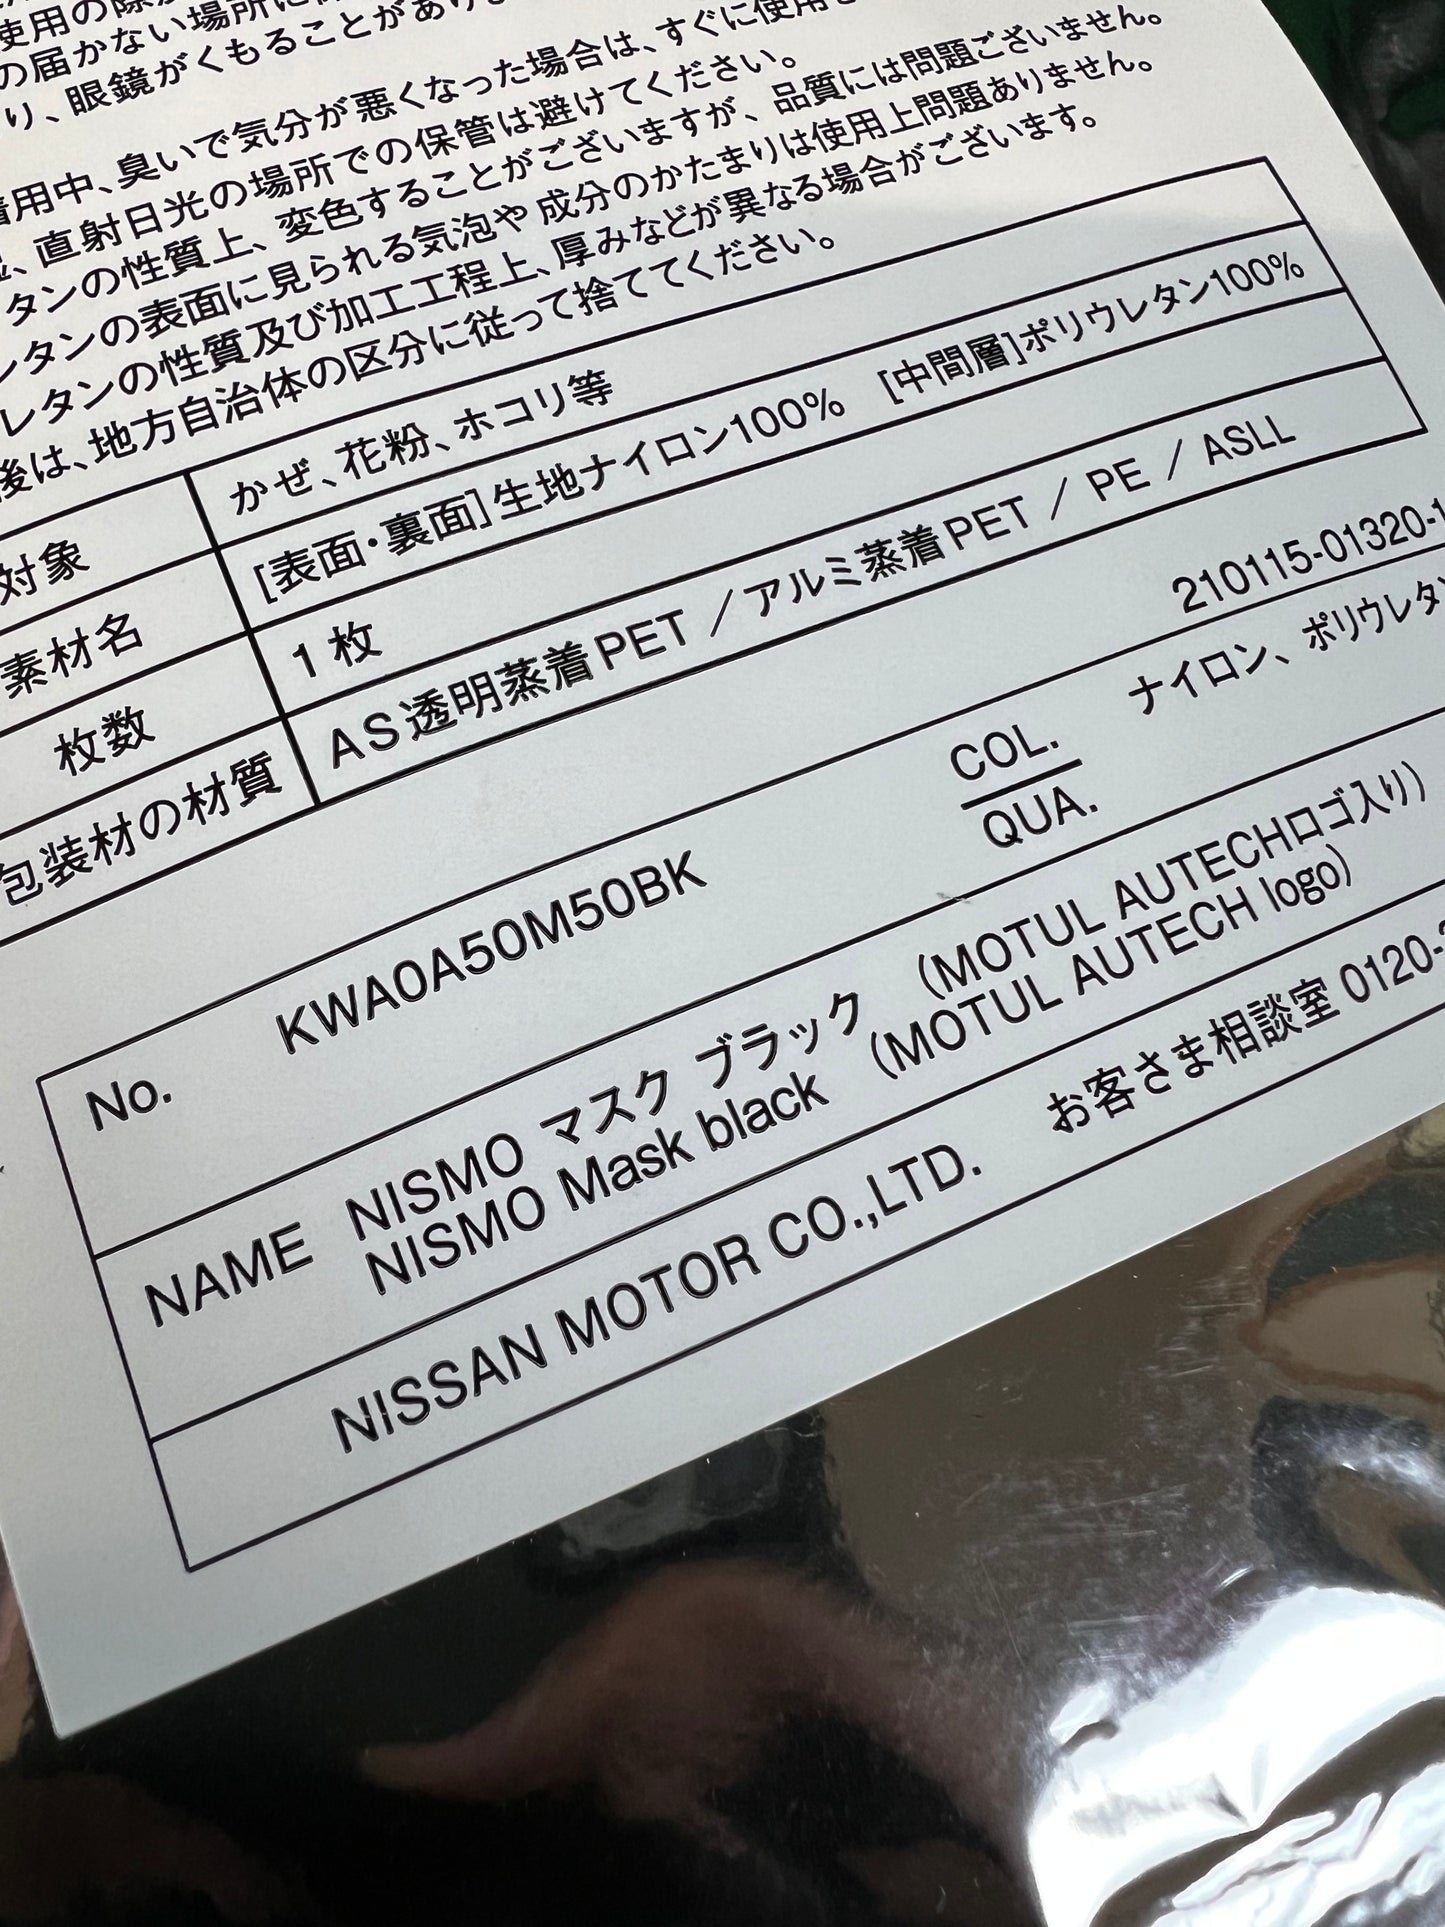 の届かない場所に
り、眼鏡がくもることがあり
着用中、臭いで気分が悪くなった場合は、すぐに使用を
、直射日光の場所での保管は避けてください。
タンの性質上、変色することがございますが、品質には問題ございません。
レタンの表面に見られる気泡や成分のかたまりは使用上問題ありません。
レタンの性質及び加工工程上、厚みなどが異なる場合がございます。
後は、地方自治体の区分に従って捨ててください。
対象 かぜ、花粉、ホコリ等
素材名 [表面・裏面]生地ナイロン100% [中間層]ポリウレタン100%
枚数 1枚
包装材の材質 AS透明蒸着PET / アルミ蒸着PET / PE / ASLL
210115-01320-1
No. KWA0A50M50BK COL. ナイロン、ポリウレタン
QUA.
NAME NISMO マスク ブラック (MOTUL AUTECHロゴ入り)
NISMO Mask black (MOTUL AUTECH logo)
NISSAN MOTOR CO.,LTD. お客さま相談室 0120-